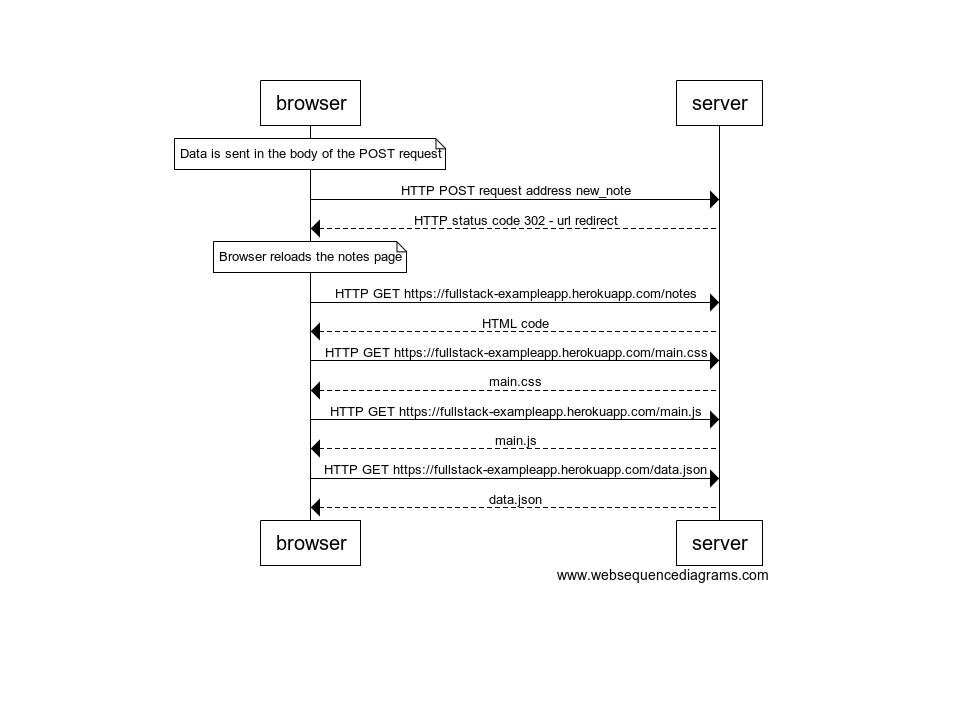 browser
server
Data is sent in the body of the POST request
HTTP POST request address new_note
HTTP status code 302 - url redirect
Browser reloads the notes page
HTTP GET https://fullstack-exampleapp.herokuapp.com/notes
HTML code
HTTP GET https://fullstack-exampleapp.herokuapp.com/main.css
main.css
HTTP GET https://fullstack-exampleapp.herokuapp.com/main.js
main.js
HTTP GET https://fullstack-exampleapp.herokuapp.com/data.json
data.json
browser
server
www.websequencediagrams.com